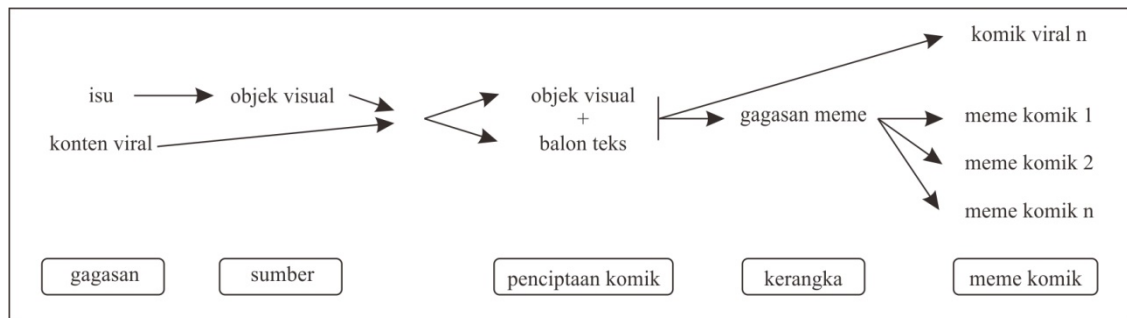 komik viral n
isu
objek visual
objek visual
+
balon teks
konten viral
gagasan meme
meme komik 1
meme komik 2
meme komik n
gagasan
sumber
penciptaan komik
kerangka
meme komik